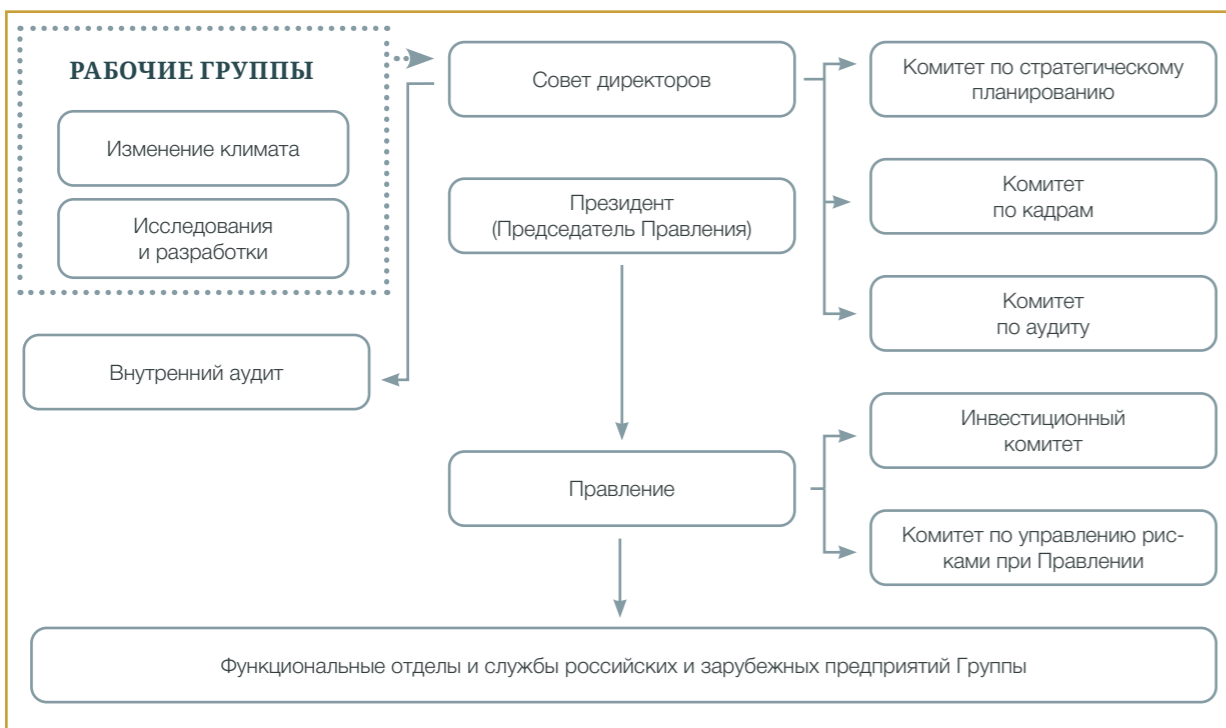 РАБОЧИЕ ГРУППЫ
Изменение климата
Исследования
и разработки
Внутренний аудит
Совет директоров
Президент
(Председатель Правления)
Правление
Комитет по стратегическому
планированию
Комитет
по кадрам
Комитет
по аудиту
Инвестиционный
комитет
Комитет по управлению рис-
ками при Правлении
Функциональные отделы и службы российских и зарубежных предприятий Группы